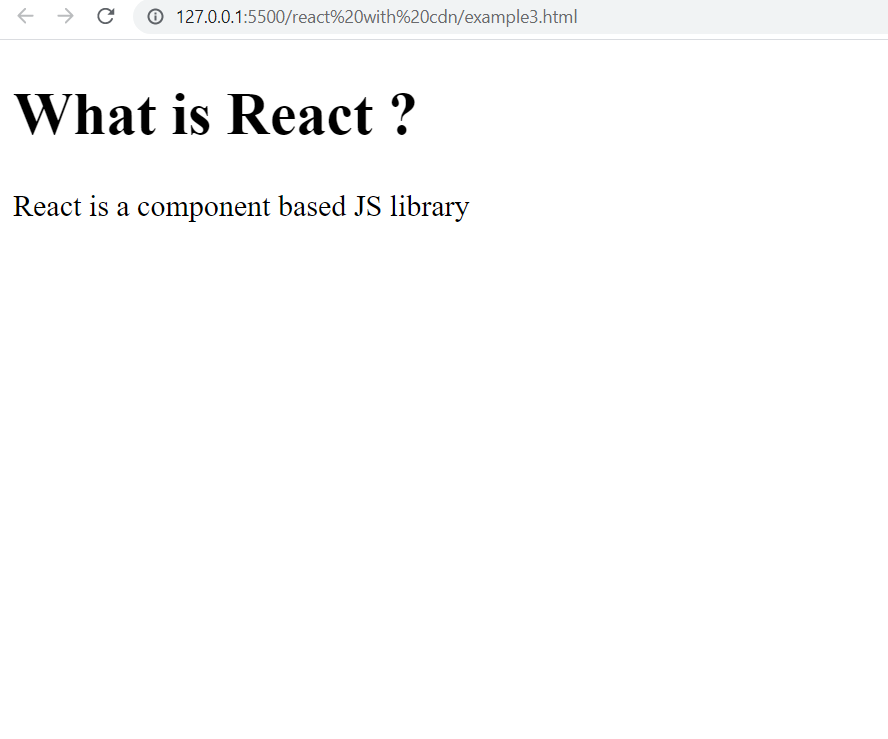 127.0.0.1:5500/react%20with%20cdn/example3.html
What is React ?
React is a component based JS library